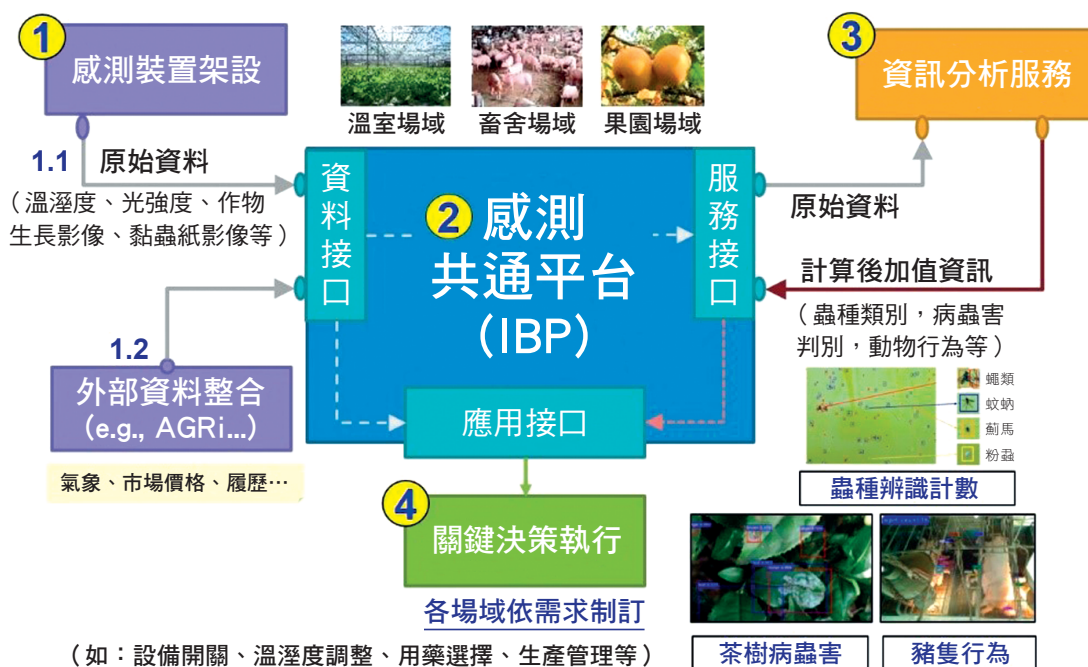 1
感測裝置架設
溫室場域
畜舍場域
果園場域
3
資訊分析服務
1.1 原始資料
（溫溼度、光強度、作物
生長影像、黏蟲紙影像等）
資料接口
2 感測
共通平台
(IBP)
服務接口
原始資料
計算後加值資訊
（蟲種類別，病蟲害
判別，動物行為等）
1.2
外部資料整合
(e.g., AGRi...)
氣象、市場價格、履歷…
應用接口
蠅類
蚊蚋
薊馬
粉蝨
蟲種辨識計數
4
關鍵決策執行
各場域依需求制訂
（如：設備開關、溫溼度調整、用藥選擇、生產管理等）
茶樹病蟲害
豬隻行為